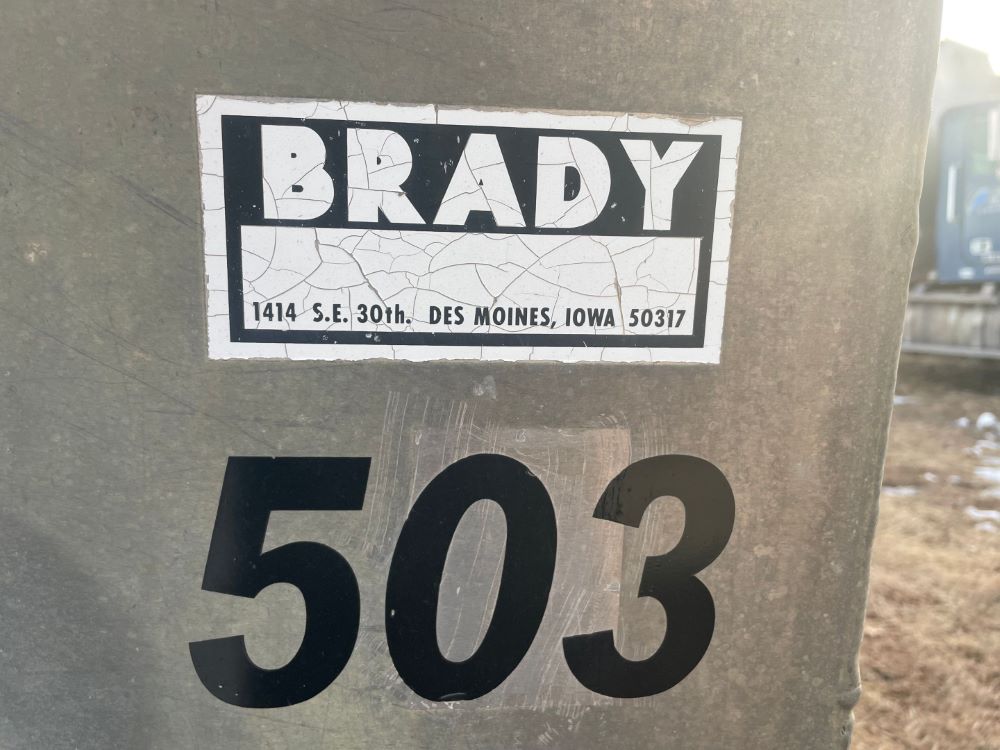 BRADY
1414 S.E. 30th. DES MOINES, IOWA 50317
503